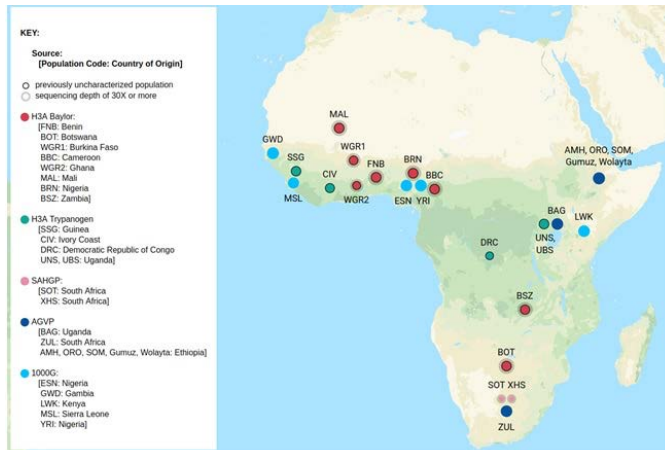 KEY:
Source:
[Population Code: Country of Origin]
previously uncharacterized population
sequencing depth of 30X or more
H3A Baylor:
[FNB: Benin
BOT: Botswana
WGR1: Burkina Faso
BBC: Cameroon
WGR2: Ghana
MAL: Mali
BRN: Nigeria
BSZ: Zambia]
H3A Trypanogen
[SSG: Guinea
CIV: Ivory Coast
DRC: Democratic Republic of Congo
UNS, UBS: Uganda]
SAHGP:
[SOT: South Africa
XHS: South Africa]
AGVP
[BAG: Uganda
ZUL: South Africa
AMH, ORO, SOM, Gumuz, Wolayta: Ethiopia]
1000G:
[ESN: Nigeria
GWD: Gambia
LWK: Kenya
MSL: Sierra Leone
YRI: Nigeria]
MAL
GWD
WGR1
AMH, ORO, SOM,
Gumuz, Wolayta
SSG
CIV
FNB
BRN
BBC
MSL
WGR2
ESN YRI
BAG
LWK
UNS,
UBS
DRC
BSZ
BOT
SOT XHS
ZUL